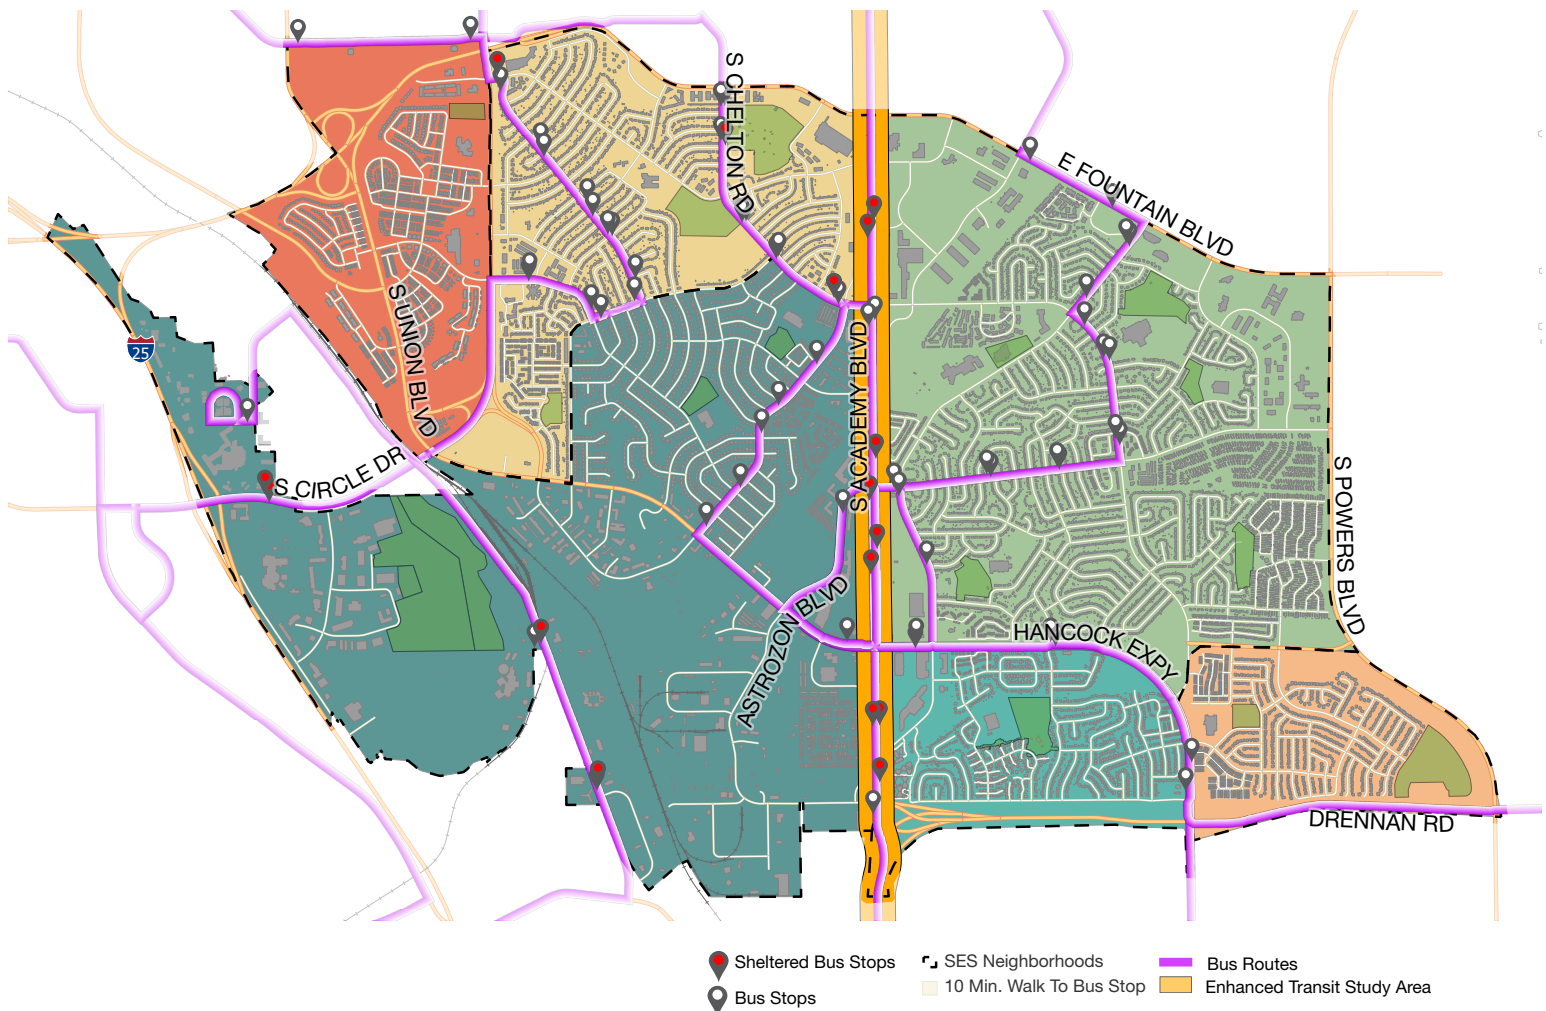 S CHELTON RD
E FOUNTAIN BLVD
S UNION BLVD
25
S ACADEMY BLVD
S CIRCLE DR
S POWERS BLVD
ASTROZON BLVD
HANCOCK EXPY
DRENNAN RD
Sheltered Bus Stops
Bus Stops
SES Neighborhoods
10 Min. Walk To Bus Stop
Bus Routes
Enhanced Transit Study Area